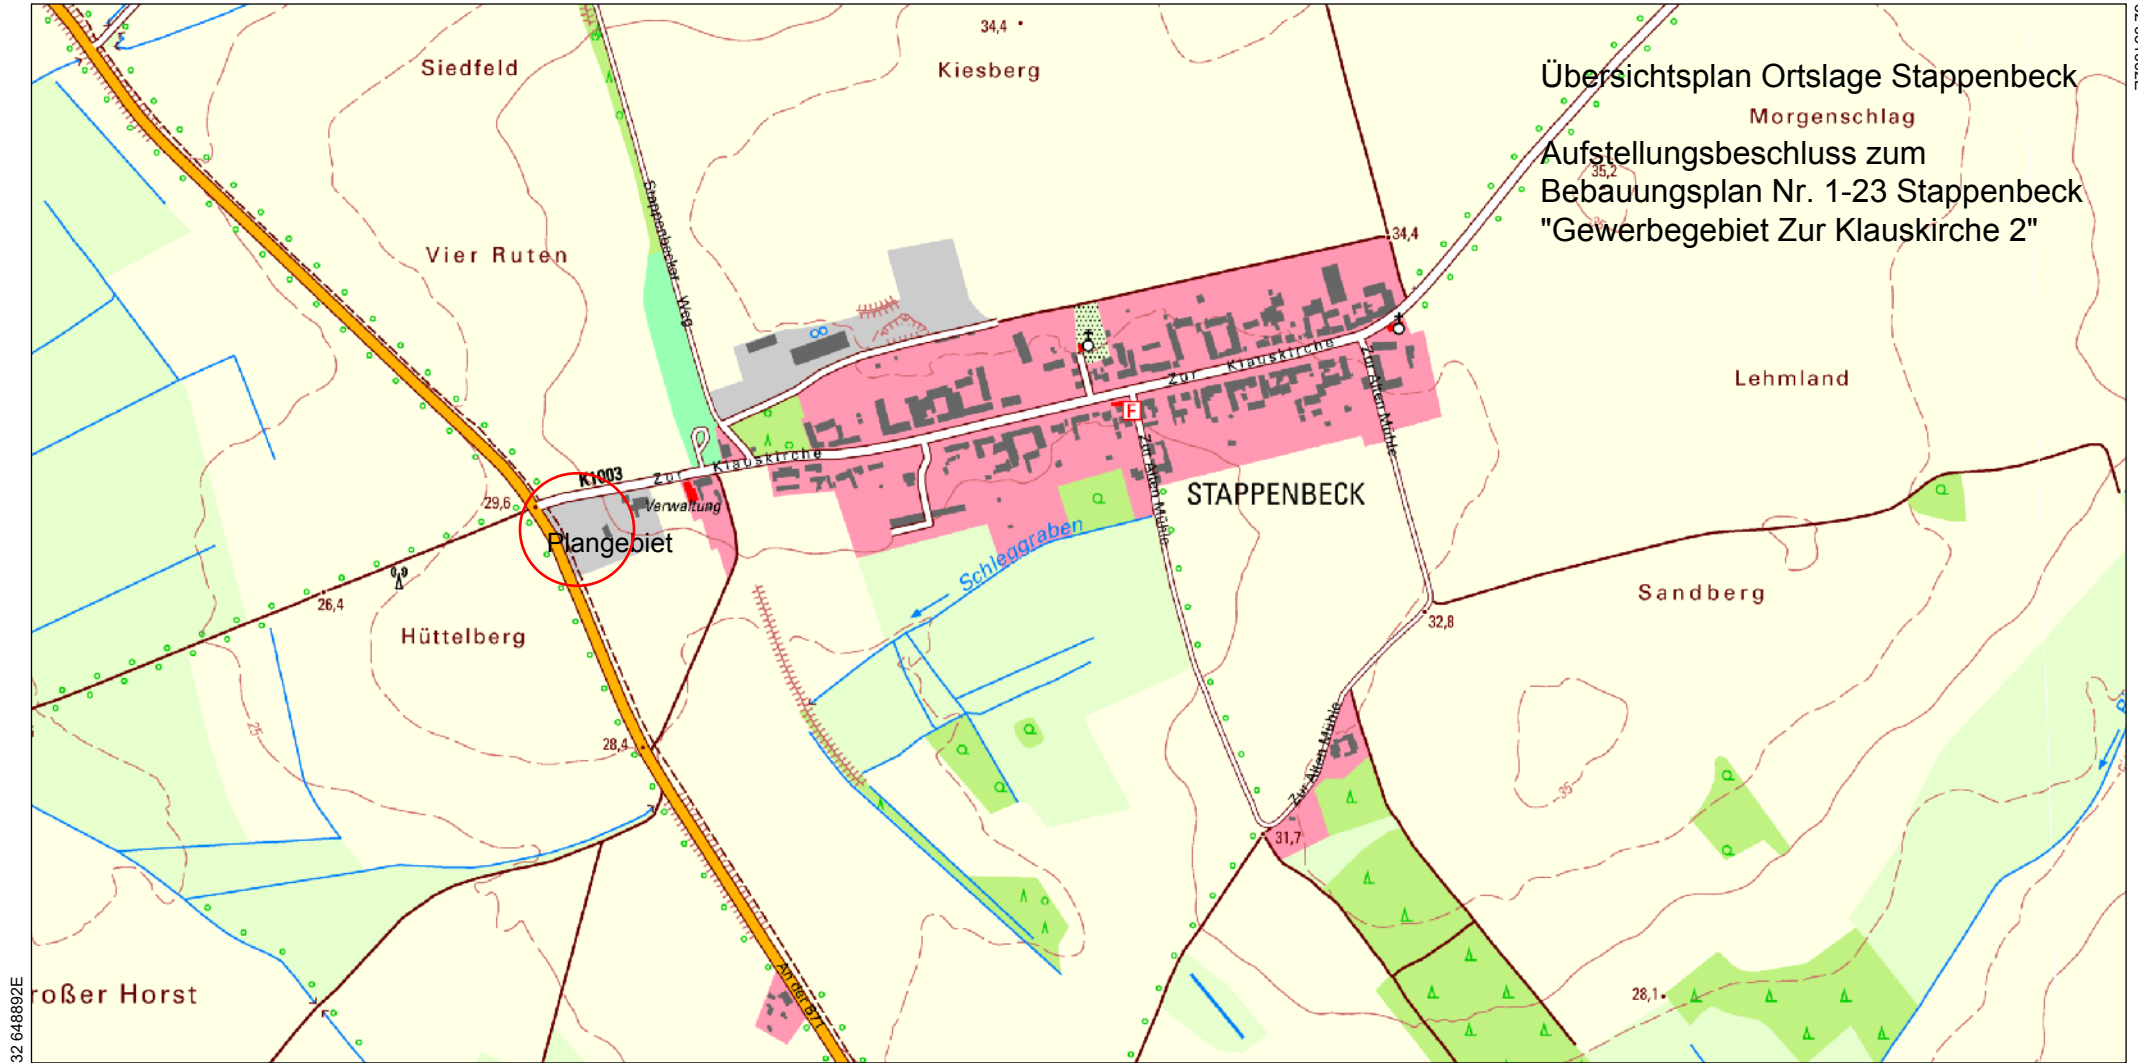 34,4
Siedfeld
Kiesberg
Übersichtsplan Ortslage Stappenbeck
Morgenschlag
Aufstellungsbeschluss zum
35,2
Bebauungsplan Nr. 1-23 Stappenbeck
"Gewerbegebiet Zur Klauskirche 2"
Stappenbecker Weg
Vier Ruten
34,4
Zur Klauskirche
Zur Alten Mühle
Lehmland
F
Zur Klauskirche
K1003
Zur Alten Mühle
STAPPENBECK
29,6
Verwaltung
Plangebiet
Schleggraben
26,4
Sandberg
32,8
Hüttelberg
25
28,4
Zur Alten Mühle
35
31,7
An der B71
roßer Horst
28,1
32 648892E